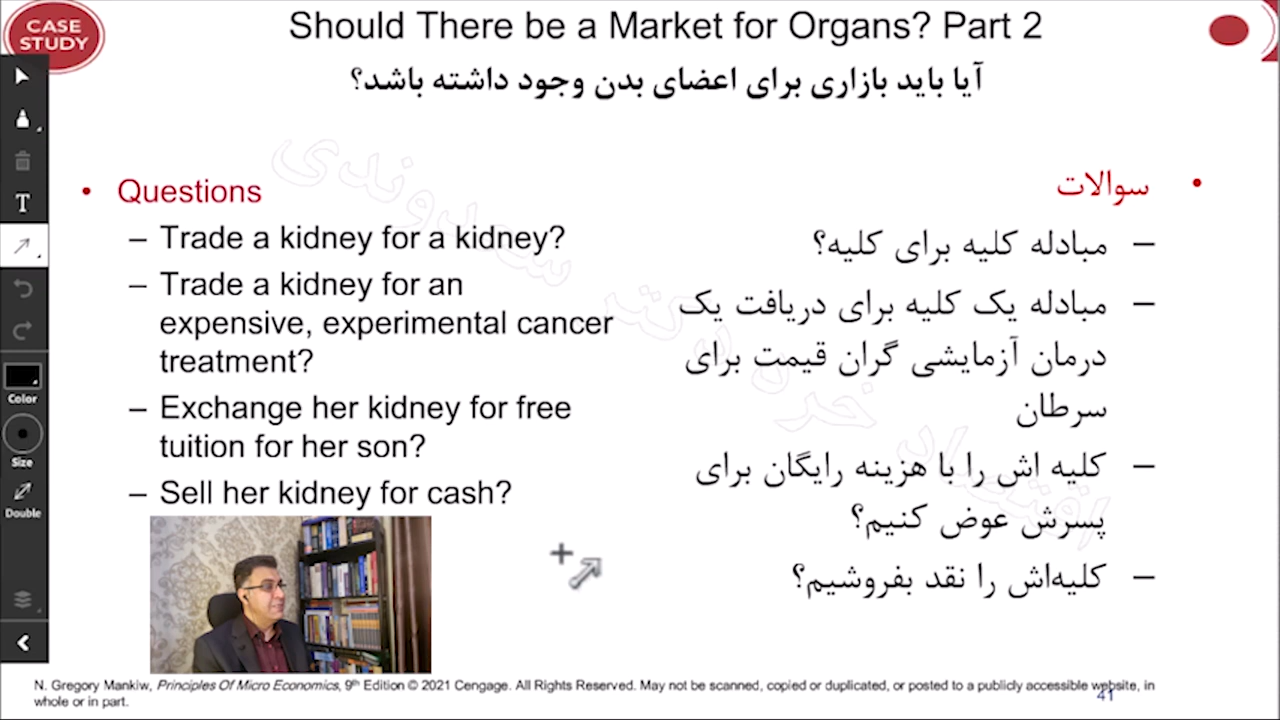 CASE
STUDY
Should There be a Market for Organs? Part 2
آیا باید بازاری برای اعضای بدن وجود داشته باشد؟
• Questions
– Trade a kidney for a kidney?
– Trade a kidney for an
expensive, experimental cancer
treatment?
– Exchange her kidney for free
tuition for her son?
– Sell her kidney for cash?
• سوالات
– مبادله کلیه برای کلیه؟
– مبادله یک کلیه برای دریافت یک
درمان آزمایشی گران قیمت برای
سرطان
– کلیه اش را با هزینه رایگان برای
پسرش عوض کنیم؟
– کلیه‌اش را نقد بفروشیم؟
اقتصاد خرد دکتر سدوندی
T
Color
Size
Double
N. Gregory Mankiw, Principles Of Micro Economics, 9th Edition © 2021 Cengage. All Rights Reserved. May not be scanned, copied or duplicated, or posted to a publicly accessible website, in
whole or in part.
41